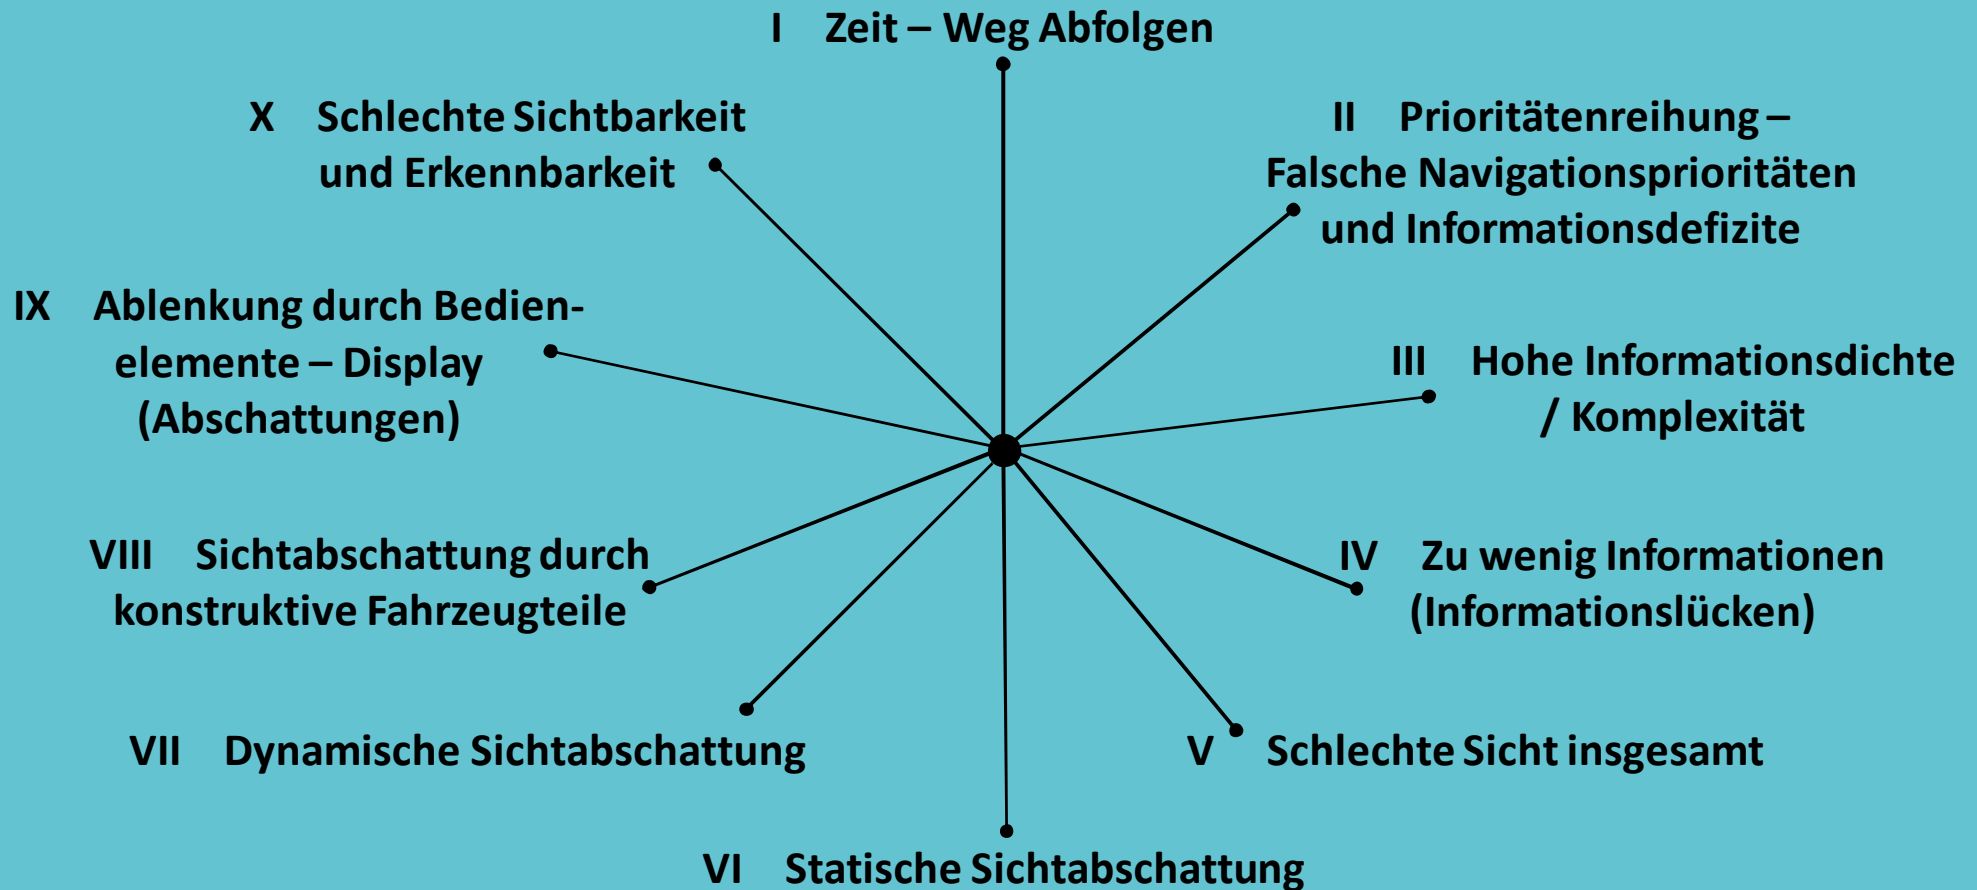 I Zeit – Weg Abfolgen
II Prioritätenreihung –
Falsche Navigationsprioritäten
und Informationsdefizite
III Hohe Informationsdichte
/ Komplexität
IV Zu wenig Informationen
(Informationslücken)
V Schlechte Sicht insgesamt
VI Statische Sichtabschattung
VII Dynamische Sichtabschattung
VIII Sichtabschattung durch
konstruktive Fahrzeugteile
IX Ablenkung durch Bedien-
elemente – Display
(Abschattungen)
X Schlechte Sichtbarkeit
und Erkennbarkeit